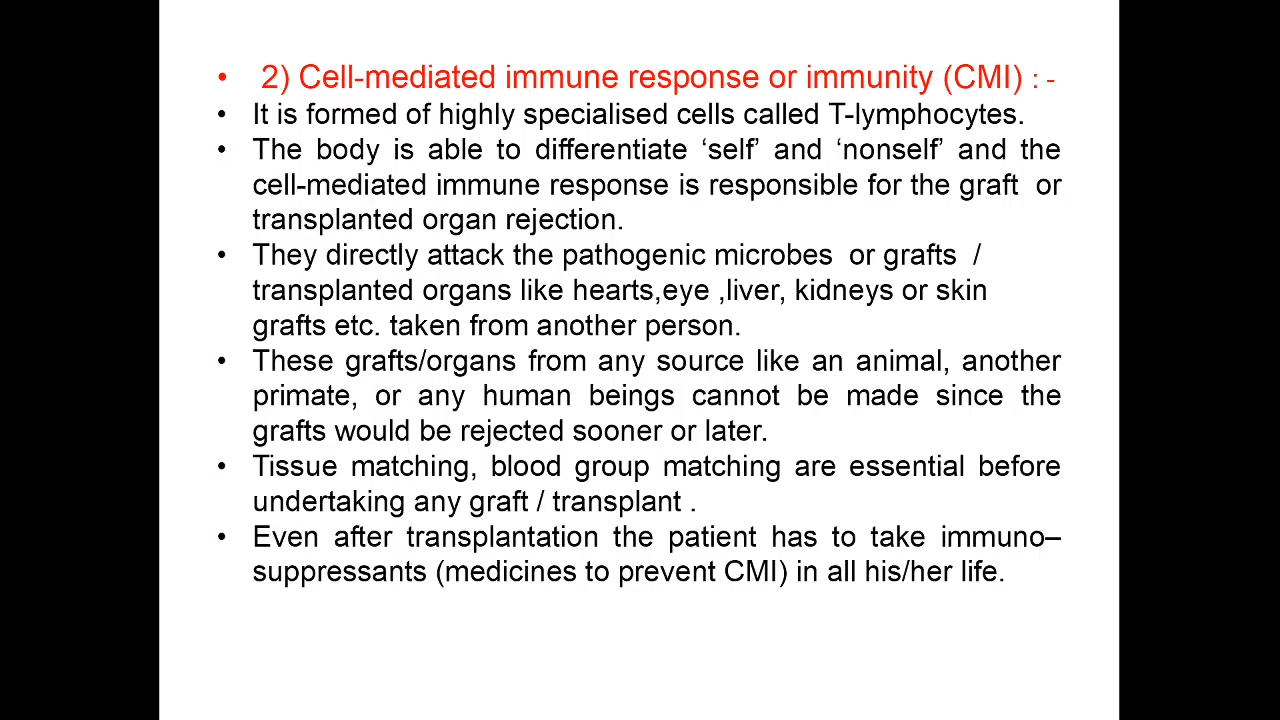 • 2) Cell-mediated immune response or immunity (CMI) : -
• It is formed of highly specialised cells called T-lymphocytes.
• The body is able to differentiate ‘self’ and ‘nonself’ and the
cell-mediated immune response is responsible for the graft or
transplanted organ rejection.
• They directly attack the pathogenic microbes or grafts /
transplanted organs like hearts,eye ,liver, kidneys or skin
grafts etc. taken from another person.
• These grafts/organs from any source like an animal, another
primate, or any human beings cannot be made since the
grafts would be rejected sooner or later.
• Tissue matching, blood group matching are essential before
undertaking any graft / transplant .
• Even after transplantation the patient has to take immuno–
suppressants (medicines to prevent CMI) in all his/her life.